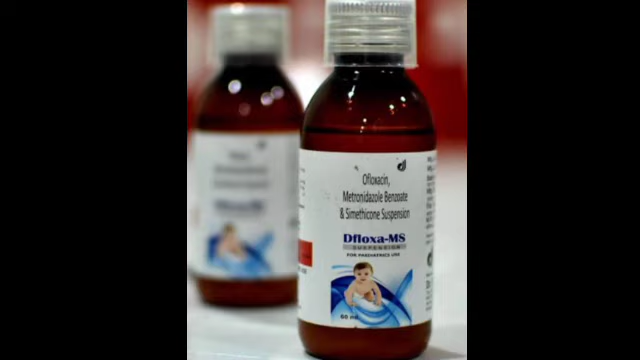 Ofloxacin,
Metronidazole Benzoate
& Simethicone Suspension
Dfloxa-MS
SUSPENSION
FOR PAEDIATRICS USE
60 ml